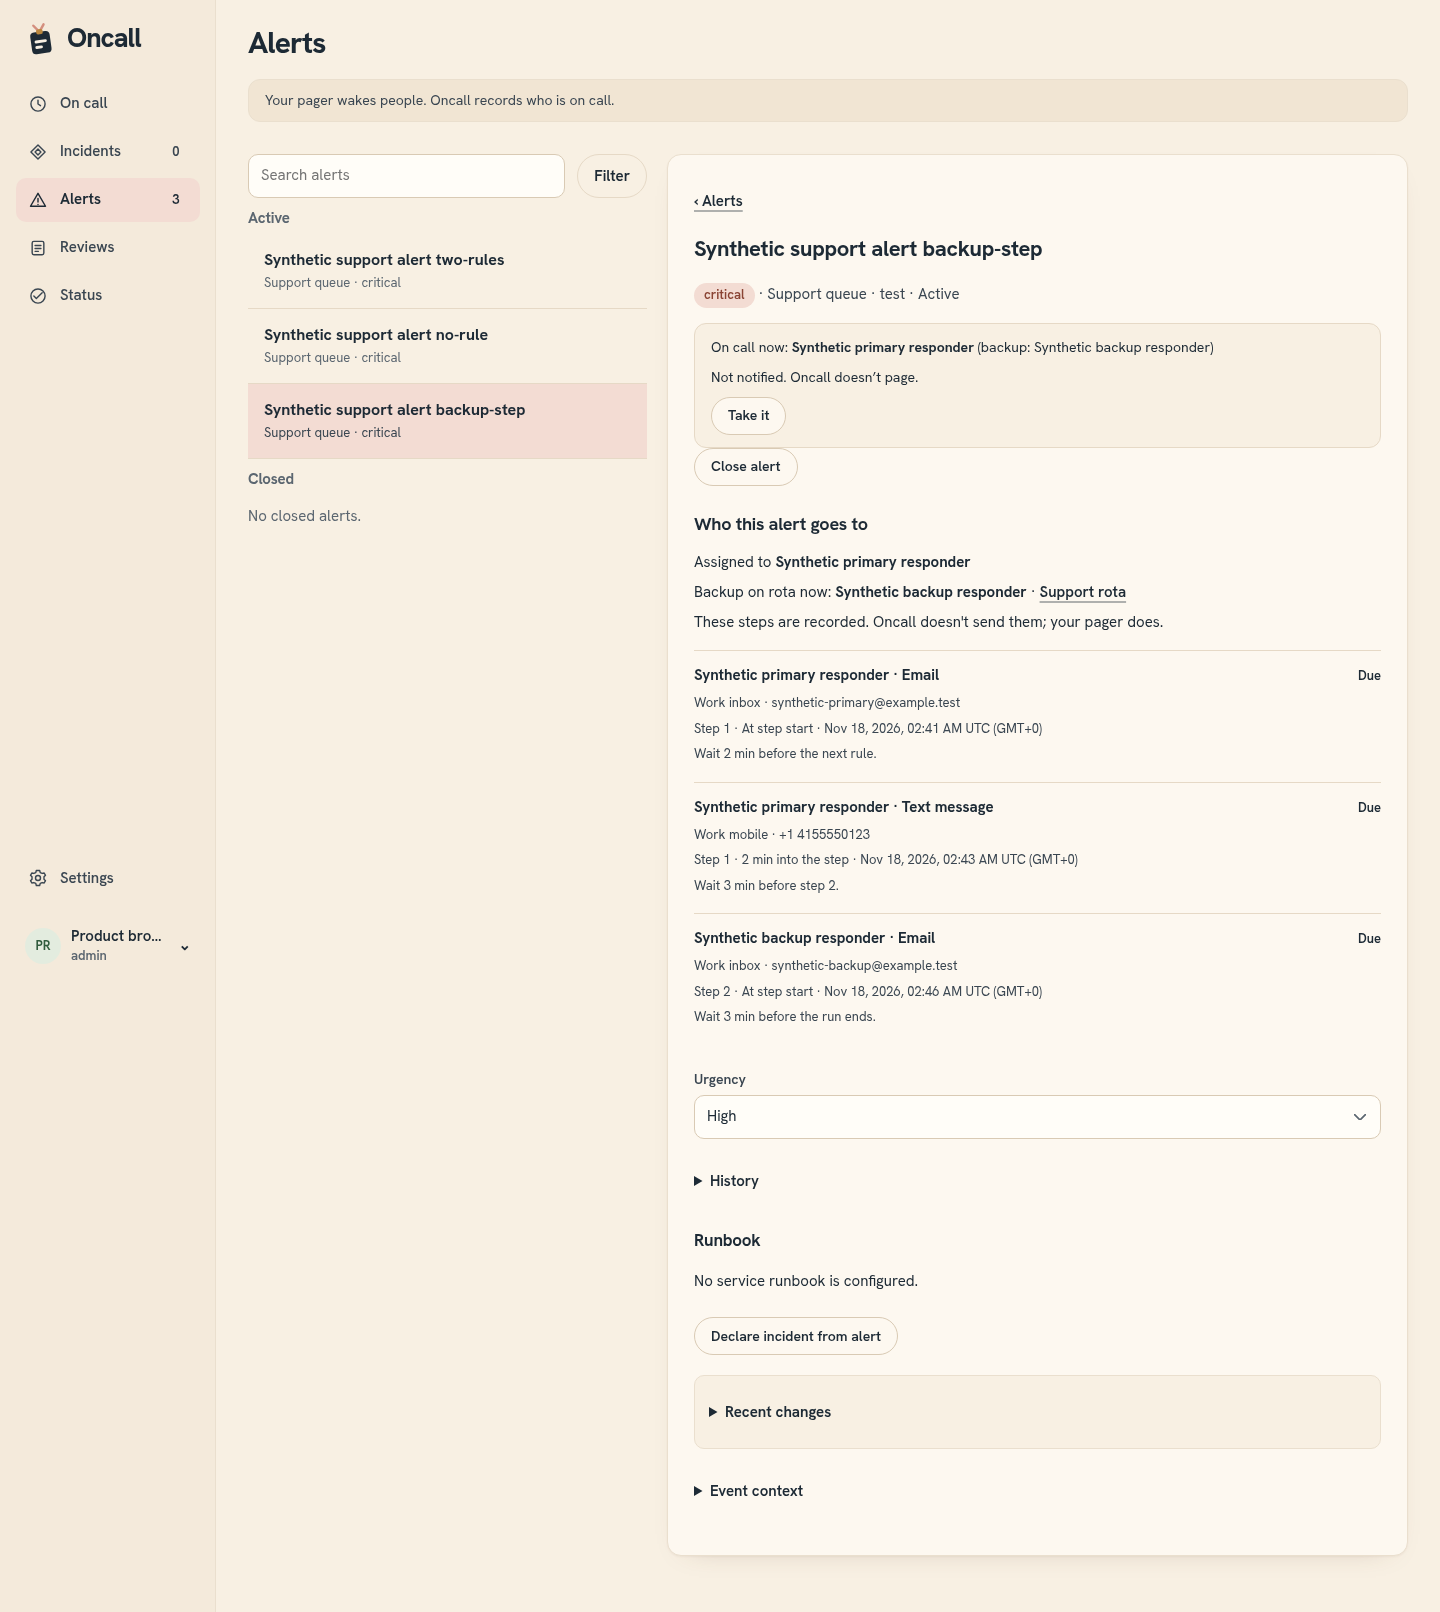 Oncall
On call
Incidents 0
Alerts 3
Reviews
Status
Settings
PR
Product bro...
admin
Alerts
Your pager wakes people. Oncall records who is on call.
Search alerts
Filter
Active
Synthetic support alert two-rules
Support queue · critical
Synthetic support alert no-rule
Support queue · critical
Synthetic support alert backup-step
Support queue · critical
Closed
No closed alerts.
‹ Alerts
Synthetic support alert backup-step
critical · Support queue · test · Active
On call now: Synthetic primary responder (backup: Synthetic backup responder)
Not notified. Oncall doesn’t page.
Take it
Close alert
Who this alert goes to
Assigned to Synthetic primary responder
Backup on rota now: Synthetic backup responder · Support rota
These steps are recorded. Oncall doesn't send them; your pager does.
Synthetic primary responder · Email Due
Work inbox · synthetic-primary@example.test
Step 1 · At step start · Nov 18, 2026, 02:41 AM UTC (GMT+0)
Wait 2 min before the next rule.
Synthetic primary responder · Text message Due
Work mobile · +1 4155550123
Step 1 · 2 min into the step · Nov 18, 2026, 02:43 AM UTC (GMT+0)
Wait 3 min before step 2.
Synthetic backup responder · Email Due
Work inbox · synthetic-backup@example.test
Step 2 · At step start · Nov 18, 2026, 02:46 AM UTC (GMT+0)
Wait 3 min before the run ends.
Urgency
High
History
Runbook
No service runbook is configured.
Declare incident from alert
Recent changes
Event context